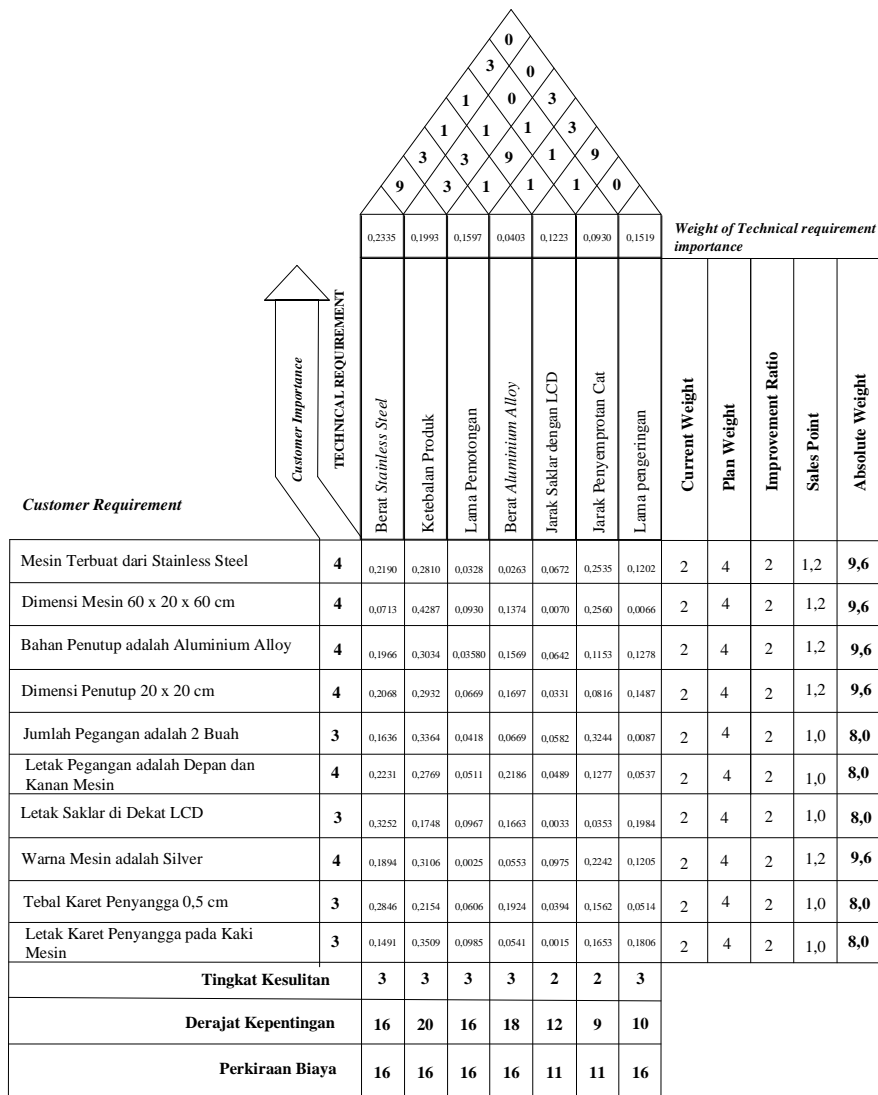 0
3 0
1 0 3
1 1 1 3
3 3 9 1 9
9 3 1 1 1 0
0,2335 0,1993 0,1597 0,0403 0,1223 0,0930 0,1519 Weight of Technical requirement
importance
Customer Importance
TECHNICAL REQUIREMENT
Berat Stainless Steel
Ketebalan Produk
Lama Pemotongan
Berat Aluminium Alloy
Jarak Saklar dengan LCD
Jarak Penyemprotan Cat
Lama pengeringan
Current Weight
Plan Weight
Improvement Ratio
Sales Point
Absolute Weight
Customer Requirement
Mesin Terbuat dari Stainless Steel 4 0,2190 0,2810 0,0328 0,0263 0,0672 0,2535 0,1202 2 4 2 1,2 9,6
Dimensi Mesin 60 x 20 x 60 cm 4 0,0713 0,4287 0,0930 0,1374 0,0070 0,2560 0,0066 2 4 2 1,2 9,6
Bahan Penutup adalah Aluminium Alloy 4 0,1966 0,3034 0,03580 0,1569 0,0642 0,1153 0,1278 2 4 2 1,2 9,6
Dimensi Penutup 20 x 20 cm 4 0,2068 0,2932 0,0669 0,1697 0,0331 0,0816 0,1487 2 4 2 1,2 9,6
Jumlah Pegangan adalah 2 Buah 3 0,1636 0,3364 0,0418 0,0669 0,0582 0,3244 0,0087 2 4 2 1,0 8,0
Letak Pegangan adalah Depan dan
Kanan Mesin 4 0,2231 0,2769 0,0511 0,2186 0,0489 0,1277 0,0537 2 4 2 1,0 8,0
Letak Saklar di Dekat LCD 3 0,3252 0,1748 0,0967 0,1663 0,0033 0,0353 0,1984 2 4 2 1,0 8,0
Warna Mesin adalah Silver 4 0,1894 0,3106 0,0025 0,0553 0,0975 0,2242 0,1205 2 4 2 1,2 9,6
Tebal Karet Penyangga 0,5 cm 3 0,2846 0,2154 0,0606 0,1924 0,0394 0,1562 0,0514 2 4 2 1,0 8,0
Letak Karet Penyangga pada Kaki
Mesin 3 0,1491 0,3509 0,0985 0,0541 0,0015 0,1653 0,1806 2 4 2 1,0 8,0
Tingkat Kesulitan 3 3 3 3 2 2 3
Derajat Kepentingan 16 20 16 18 12 9 10
Perkiraan Biaya 16 16 16 16 11 11 16